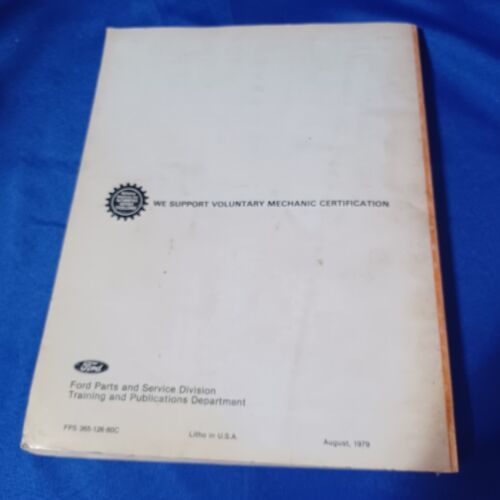 WE SUPPORT VOLUNTARY MECHANIC CERTIFICATION
Ford
Ford Parts and Service Division
Training and Publications Department
FPS 365-126-80C
Litho in U.S.A.
August, 1979